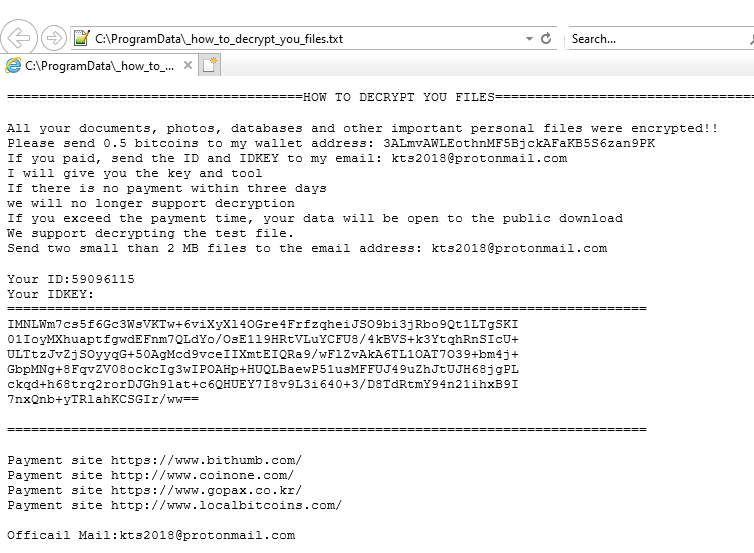 C:\ProgramData\_how_to_decrypt_you_files.txt
Search...
C:\ProgramData\_how_to_...
=====================================HOW TO DECRYPT YOU FILES=================================
All your documents, photos, databases and other important personal files were encrypted!!
Please send 0.5 bitcoins to my wallet address: 3ALmvAWLEothnMF5BjckAFaKB5S6zan9PK
If you paid, send the ID and IDKEY to my email: kts2018@protonmail.com
I will give you the key and tool
If there is no payment within three days
we will no longer support decryption
If you exceed the payment time, your data will be open to the public download
We support decrypting the test file.
Send two small than 2 MB files to the email address: kts2018@protonmail.com
Your ID:59096115
Your IDKEY:
================================================================================
IMNLWm7cs5f6Gc3WsVKTw+6viXyXl4OGre4FrfzqheiJSO9bi3jRbo9Qt1LTgSKI
01IoyMXhuaptfgwdEFnm7QLdYo/OsE1l9HRtVLuYCFU8/4kBVS+k3YtqhRnSIcU+
ULTtzJvZjSOyyqG+50AgMcd9vceIIXmtEIQRa9/wFlZvAkA6TL1OAT7O39+bm4j+
GbpMNg+8FqvZV08ockcIg3wIPOAHp+HUQLBaewP51usMFFUJ49uZhJtUJH68jgPL
ckqd+h68trq2rorDJGh9lat+c6QHUEY7I8v9L3i640+3/D8TdRtmY94n21ihxB9I
7nxQnb+yTRlahKCSGIr/ww==
================================================================================
Payment site https://www.bithumb.com/
Payment site http://www.coinone.com/
Payment site https://www.gopax.co.kr/
Payment site http://www.localbitcoins.com/
Officail Mail:kts2018@protonmail.com